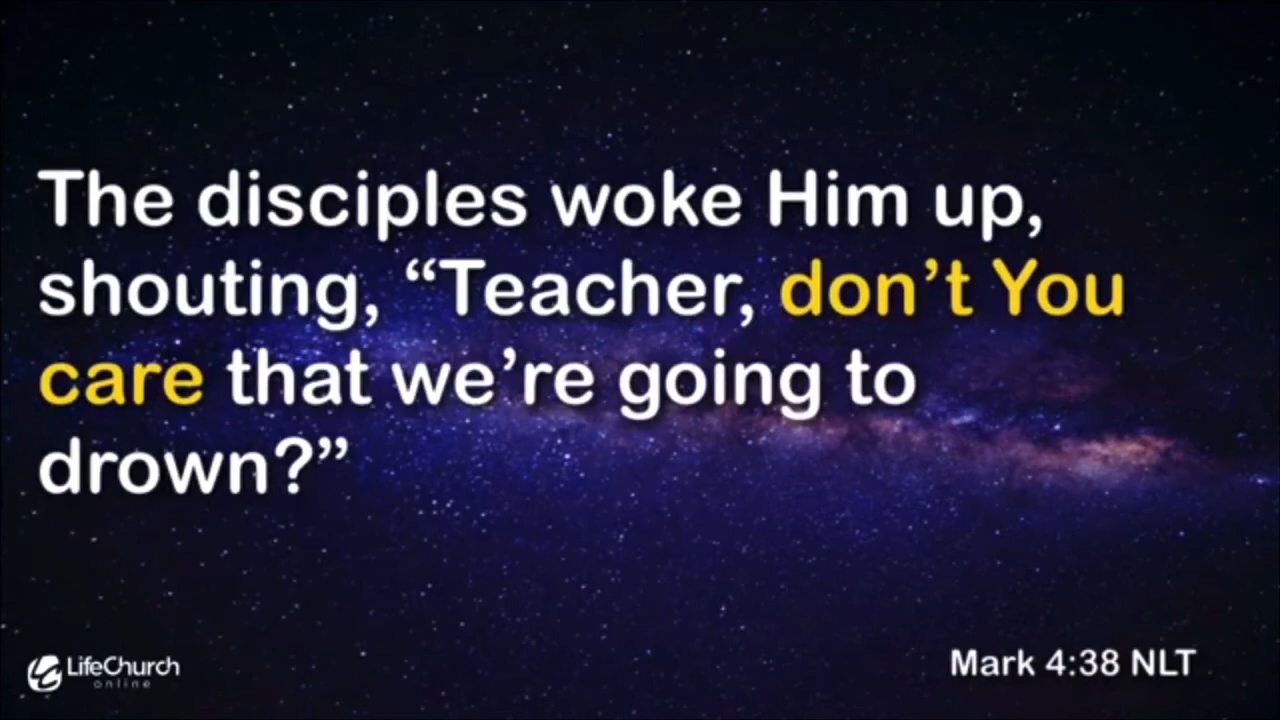 The disciples woke Him up,
shouting, “Teacher, don’t You
care that we’re going to
drown?”
LifeChurch
online
Mark 4:38 NLT